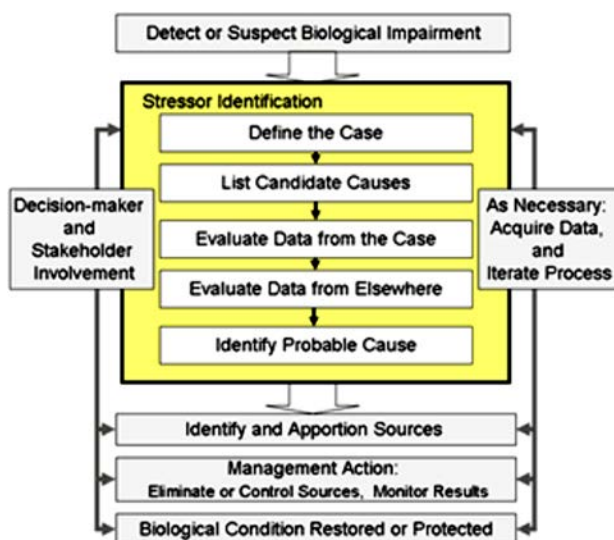 Detect or Suspect Biological Impairment
Stressor Identification
Define the Case
List Candidate Causes
Evaluate Data from the Case
Evaluate Data from Elsewhere
Identify Probable Cause
Decision-maker
and
Stakeholder
Involvement
As Necessary:
Acquire Data,
and
Iterate Process
Identify and Apportion Sources
Management Action:
Eliminate or Control Sources, Monitor Results
Biological Condition Restored or Protected